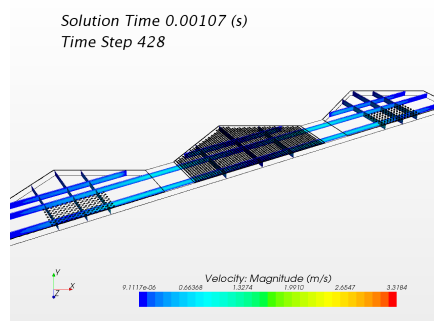 Solution Time 0.00107 (s)
Time Step 428
Y
X
Z
Velocity: Magnitude (m/s)
9.1117e-06 0.66368 1.3274 1.9910 2.6547 3.3184